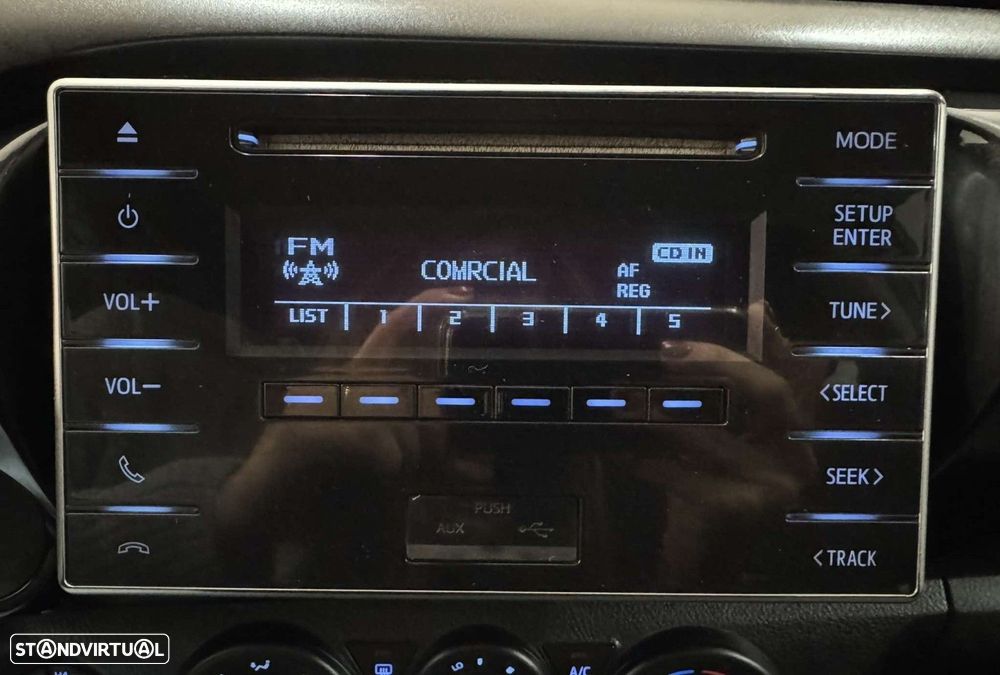 MODE
SETUP
ENTER
FM
CD IN
COMRCIAL
AF
REG
VOL+
TUNE>
LIST 1 2 3 4 5
VOL-
<SELECT
SEEK>
PUSH
AUX
<TRACK
STANDVIRTUAL
A/C